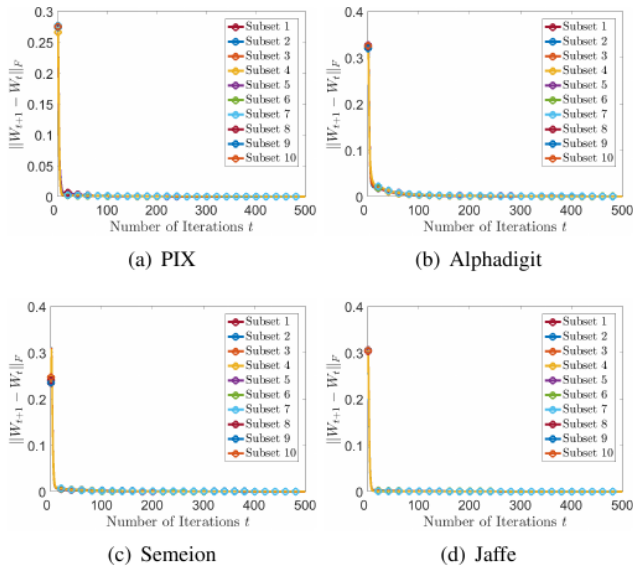 0.3
0.25
0.2
0.15
0.1
0.05
0
0 100 200 300 400 500
‖W_{t+1} − W_t‖_F
Number of Iterations t
Subset 1
Subset 2
Subset 3
Subset 4
Subset 5
Subset 6
Subset 7
Subset 8
Subset 9
Subset 10
(a) PIX
0.4
0.3
0.2
0.1
0
0 100 200 300 400 500
‖W_{t+1} − W_t‖_F
Number of Iterations t
Subset 1
Subset 2
Subset 3
Subset 4
Subset 5
Subset 6
Subset 7
Subset 8
Subset 9
Subset 10
(b) Alphadigit
0.4
0.3
0.2
0.1
0
0 100 200 300 400 500
‖W_{t+1} − W_t‖_F
Number of Iterations t
Subset 1
Subset 2
Subset 3
Subset 4
Subset 5
Subset 6
Subset 7
Subset 8
Subset 9
Subset 10
(c) Semeion
0.4
0.3
0.2
0.1
0
0 100 200 300 400 500
‖W_{t+1} − W_t‖_F
Number of Iterations t
Subset 1
Subset 2
Subset 3
Subset 4
Subset 5
Subset 6
Subset 7
Subset 8
Subset 9
Subset 10
(d) Jaffe